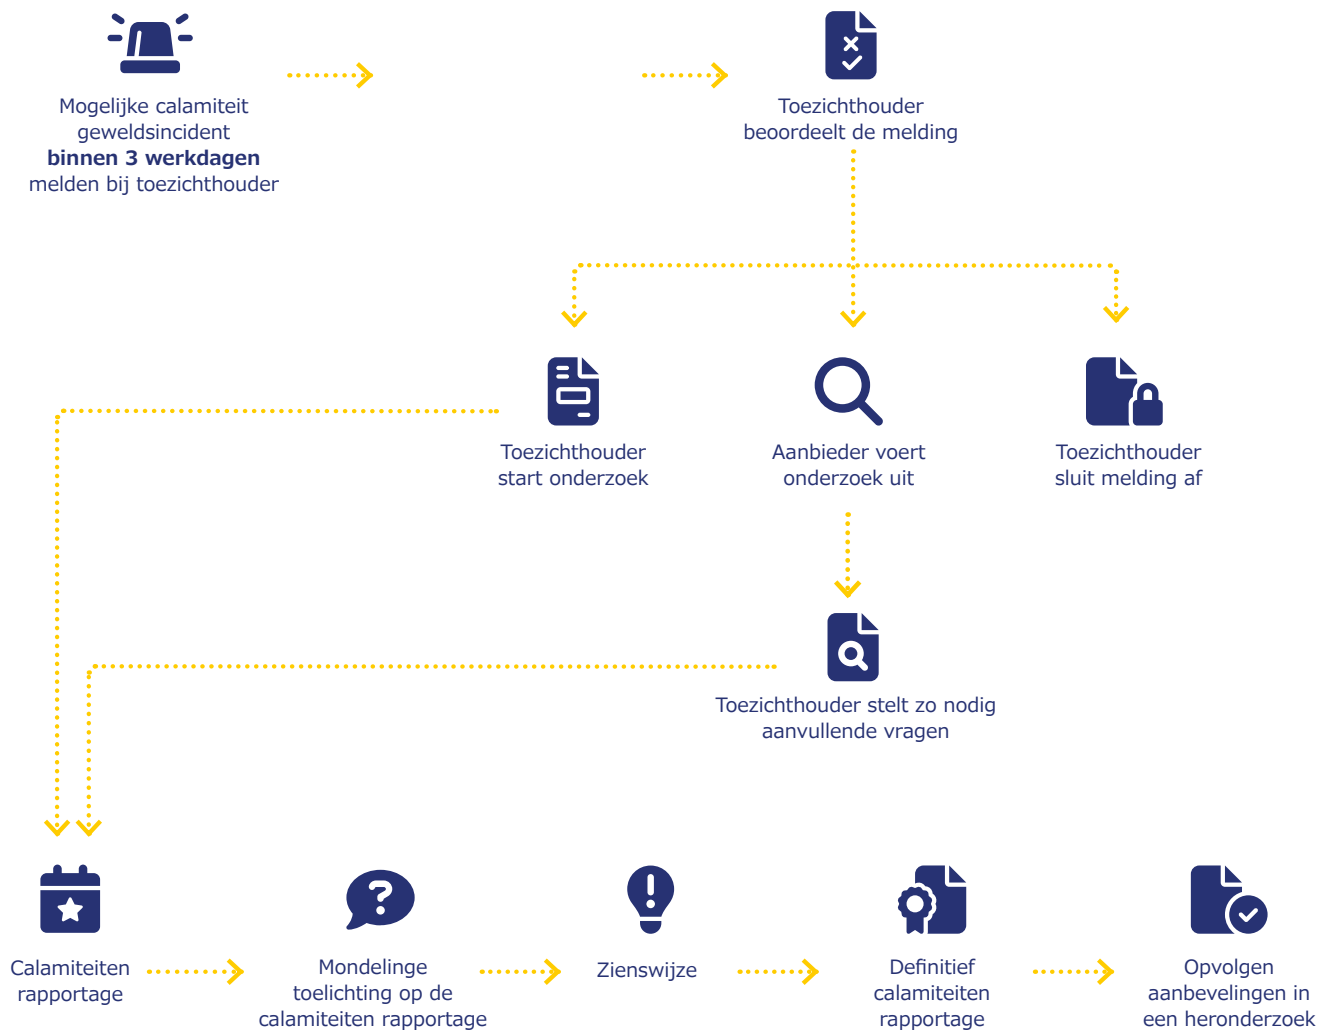 Mogelijke calamiteit
geweldsincident
binnen 3 werkdagen
melden bij toezichthouder
Toezichthouder
beoordeelt de melding
Toezichthouder
start onderzoek
Aanbieder voert
onderzoek uit
Toezichthouder
sluit melding af
Toezichthouder stelt zo nodig
aanvullende vragen
Calamiteiten
rapportage
Mondelinge
toelichting op de
calamiteiten rapportage
Zienswijze
Definitief
calamiteiten
rapportage
Opvolgen
aanbevelingen in
een heronderzoek